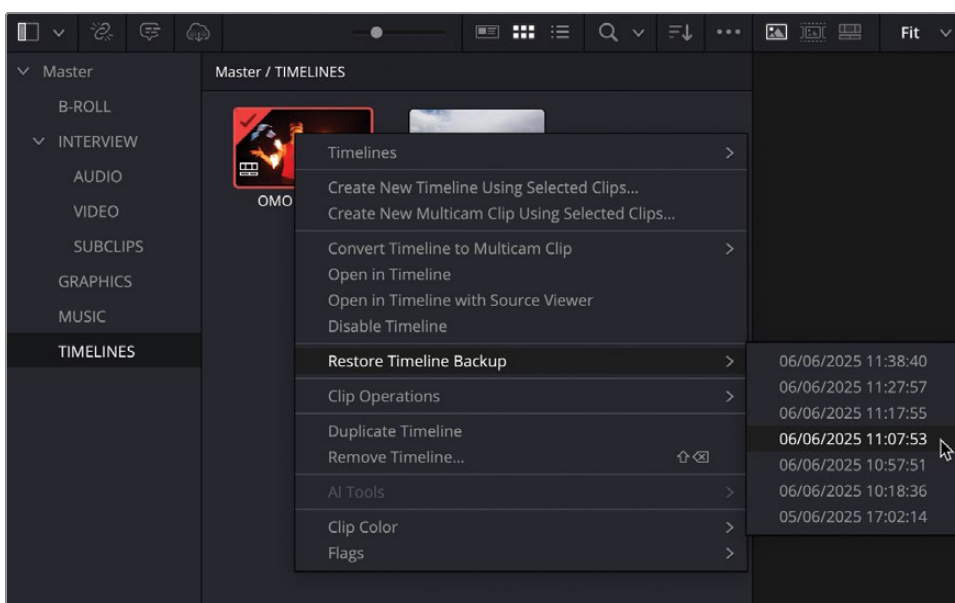 Fit
Master
B-ROLL
INTERVIEW
AUDIO
VIDEO
SUBCLIPS
GRAPHICS
MUSIC
TIMELINES
Master / TIMELINES
OMO
Timelines
Create New Timeline Using Selected Clips...
Create New Multicam Clip Using Selected Clips...
Convert Timeline to Multicam Clip
Open in Timeline
Open in Timeline with Source Viewer
Disable Timeline
Restore Timeline Backup
Clip Operations
Duplicate Timeline
Remove Timeline... ⇧⌫
AI Tools
Clip Color
Flags
06/06/2025 11:38:40
06/06/2025 11:27:57
06/06/2025 11:17:55
06/06/2025 11:07:53
06/06/2025 10:57:51
06/06/2025 10:18:36
05/06/2025 17:02:14